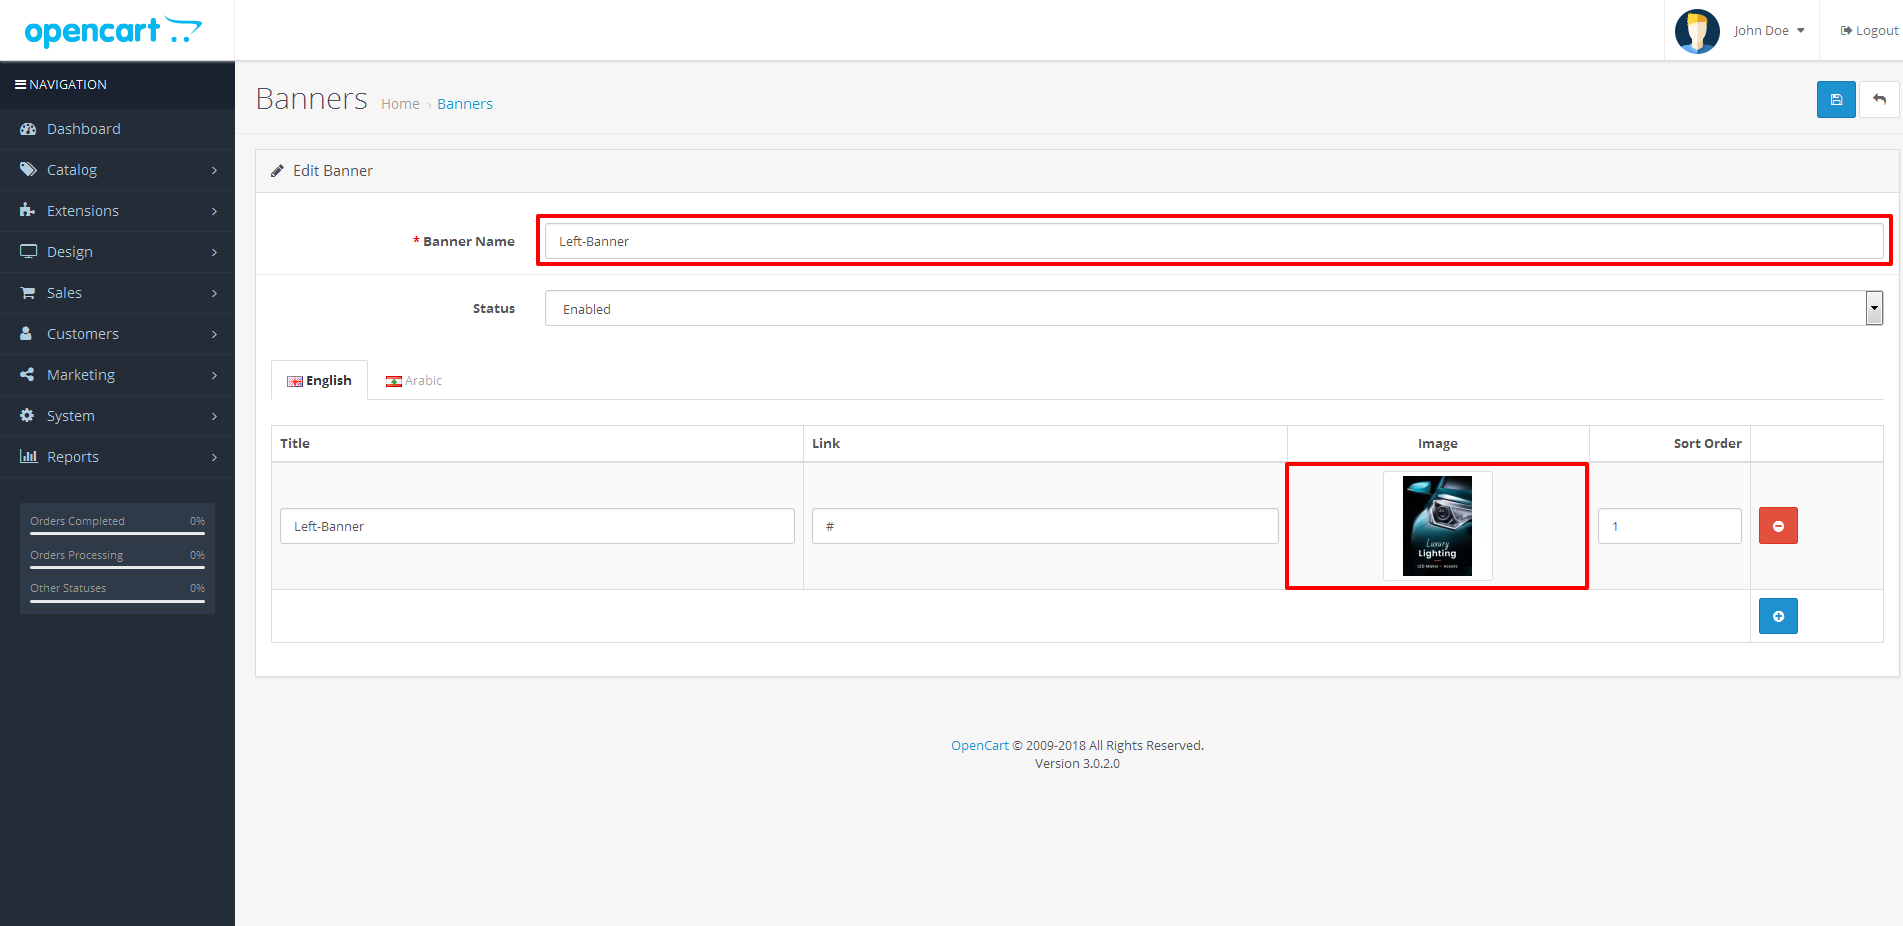 opencart
John Doe
Logout
NAVIGATION
Dashboard
Catalog
Extensions
Design
Sales
Customers
Marketing
System
Reports
Orders Completed 0%
Orders Processing 0%
Other Statuses 0%
Banners Home › Banners
Edit Banner
* Banner Name Left-Banner
Status Enabled
English Arabic
Title Link Image Sort Order
Left-Banner # 1
Luxury
Lighting
LED Maker - Assets
OpenCart © 2009-2018 All Rights Reserved.
Version 3.0.2.0